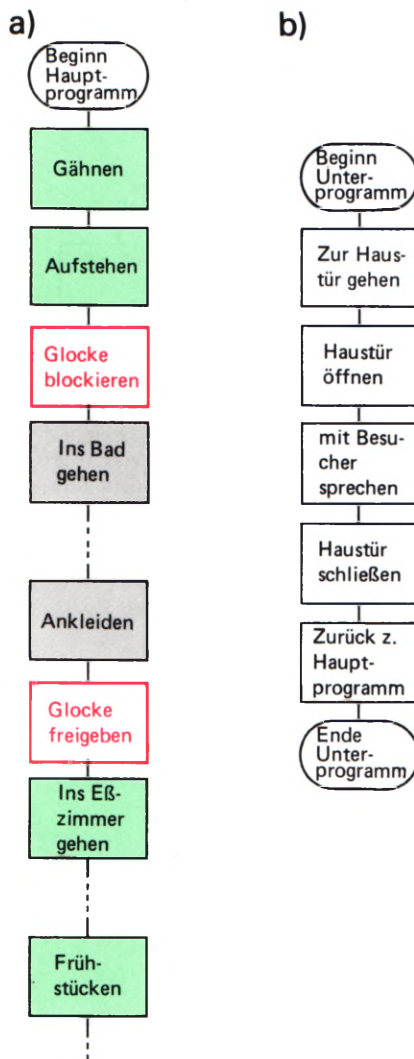 a)
Beginn
Haupt-
programm
Gähnen
Aufstehen
Glocke
blockieren
Ins Bad
gehen
Ankleiden
Glocke
freigeben
Ins Eß-
zimmer
gehen
Früh-
stücken
b)
Beginn
Unter-
programm
Zur Haus-
tür gehen
Haustür
öffnen
mit Besu-
cher
sprechen
Haustür
schließen
Zurück z.
Haupt-
programm
Ende
Unter-
programm